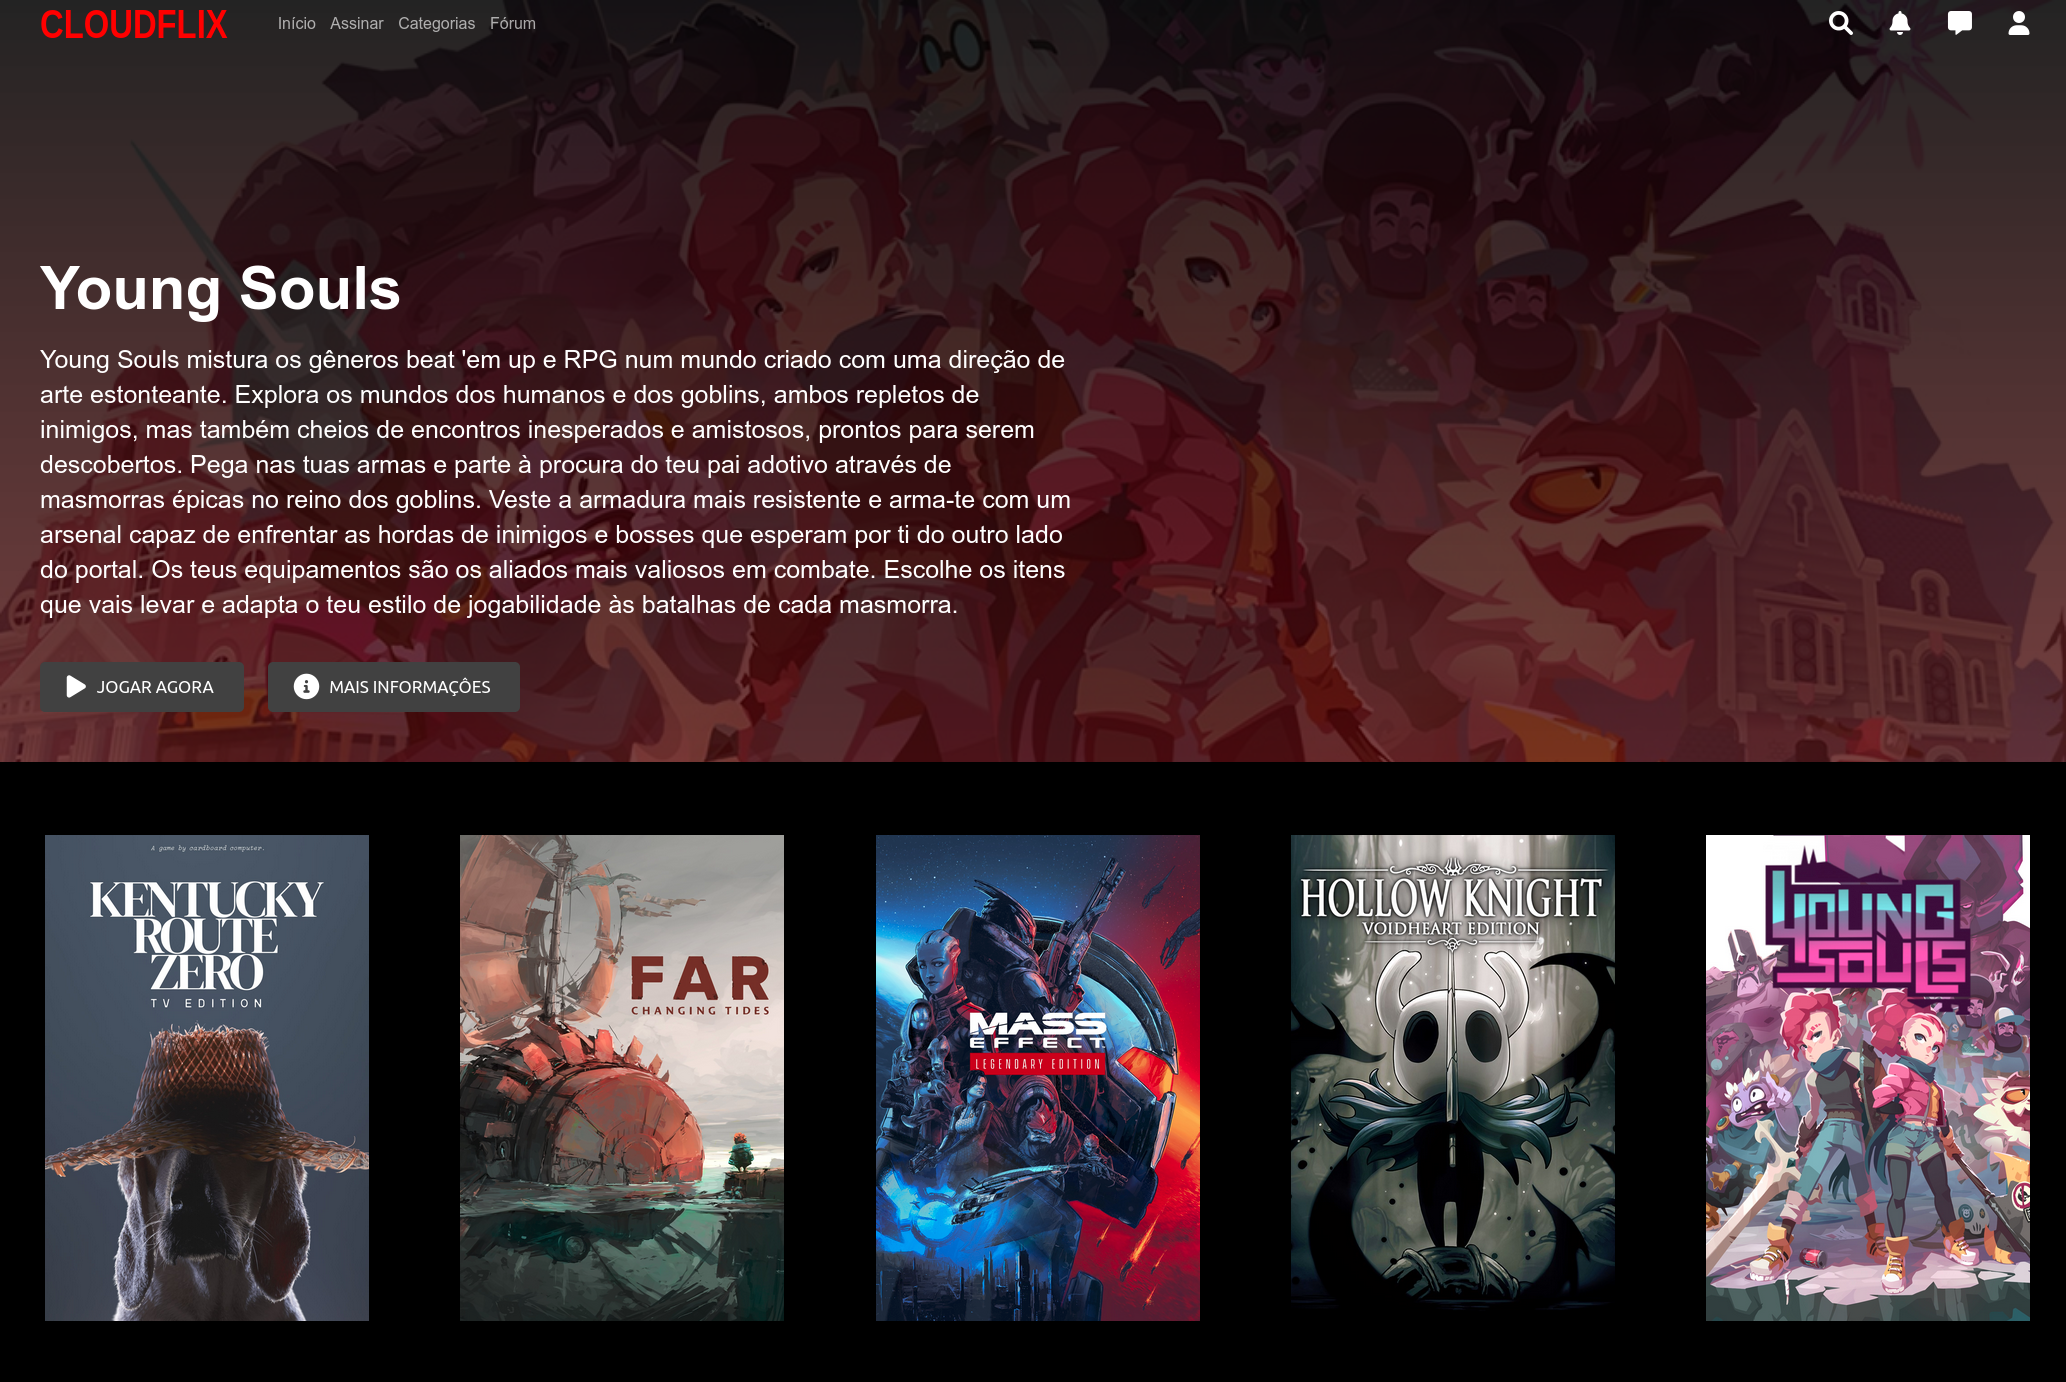 CLOUDFLIX
Início Assinar Categorias Fórum
Young Souls
Young Souls mistura os gêneros beat 'em up e RPG num mundo criado com uma direção de
arte estonteante. Explora os mundos dos humanos e dos goblins, ambos repletos de
inimigos, mas também cheios de encontros inesperados e amistosos, prontos para serem
descobertos. Pega nas tuas armas e parte à procura do teu pai adotivo através de
masmorras épicas no reino dos goblins. Veste a armadura mais resistente e arma-te com um
arsenal capaz de enfrentar as hordas de inimigos e bosses que esperam por ti do outro lado
do portal. Os teus equipamentos são os aliados mais valiosos em combate. Escolhe os itens
que vais levar e adapta o teu estilo de jogabilidade às batalhas de cada masmorra.
JOGAR AGORA
MAIS INFORMAÇÔES
A game by cardboard computer.
KENTUCKY
ROUTE
ZERO
TV EDITION
FAR
CHANGING TIDES
MASS
EFFECT
LEGENDARY EDITION
HOLLOW KNIGHT
VOIDHEART EDITION
YOUNG
SOULS